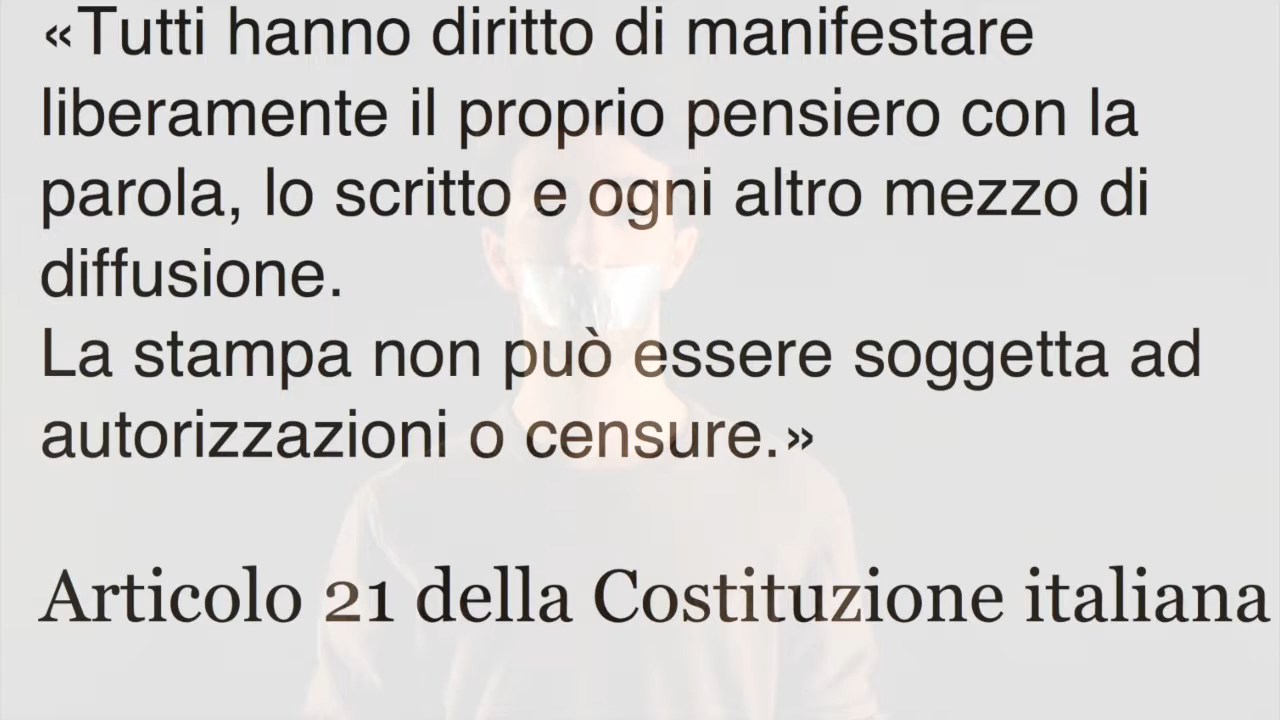 «Tutti hanno diritto di manifestare
liberamente il proprio pensiero con la
parola, lo scritto e ogni altro mezzo di
diffusione.
La stampa non può essere soggetta ad
autorizzazioni o censure.»
Articolo 21 della Costituzione italiana